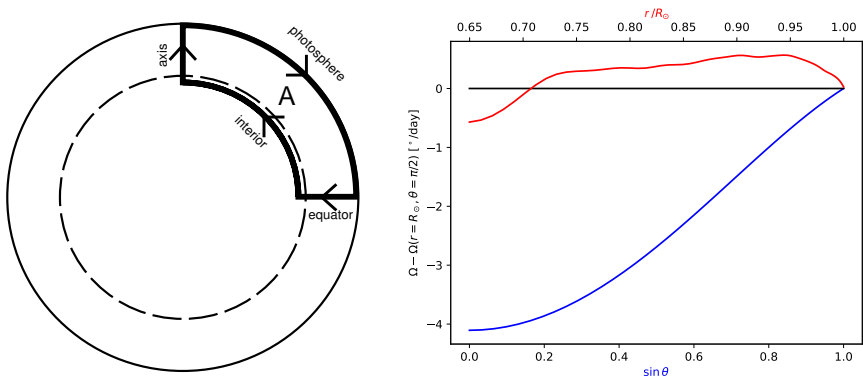 axis
photosphere
A
interior
equator
r/R⊙
0.65 0.70 0.75 0.80 0.85 0.90 0.95 1.00
Ω − Ω(r = R⊙, θ = π/2) [°/day]
0
−1
−2
−3
−4
0.0 0.2 0.4 0.6 0.8 1.0
sin θ